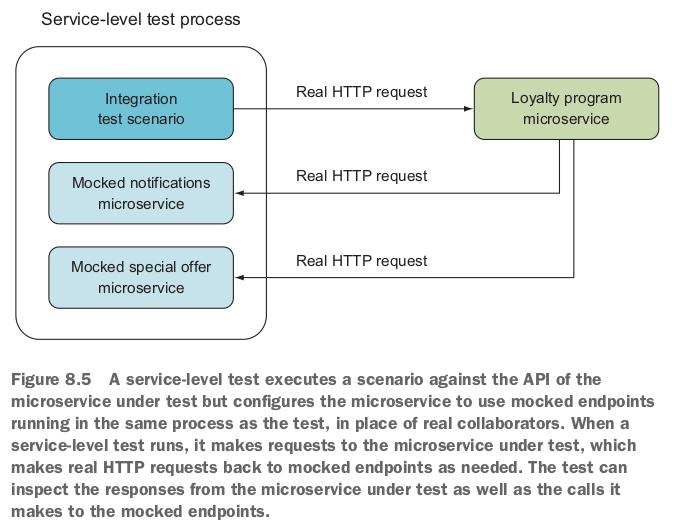 Service-level test process
Integration
test scenario
Real HTTP request
Loyalty program
microservice
Mocked notifications
microservice
Real HTTP request
Mocked special offer
microservice
Real HTTP request
Figure 8.5 A service-level test executes a scenario against the API of the
microservice under test but configures the microservice to use mocked endpoints
running in the same process as the test, in place of real collaborators. When a
service-level test runs, it makes requests to the microservice under test, which
makes real HTTP requests back to mocked endpoints as needed. The test can
inspect the responses from the microservice under test as well as the calls it
makes to the mocked endpoints.